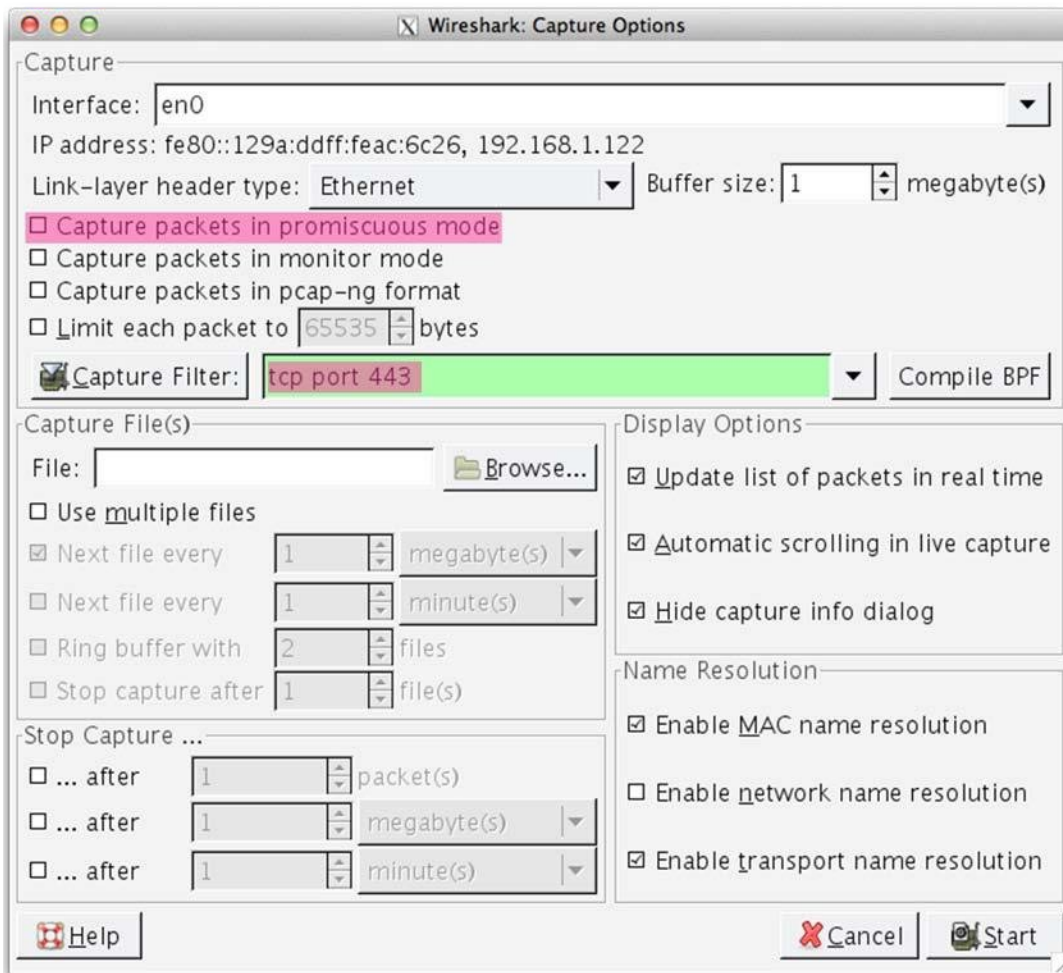 Wireshark: Capture Options
Capture
Interface: en0
IP address: fe80::129a:ddff:feac:6c26, 192.168.1.122
Link-layer header type: Ethernet Buffer size: 1 megabyte(s)
Capture packets in promiscuous mode
Capture packets in monitor mode
Capture packets in pcap-ng format
Limit each packet to 65535 bytes
Capture Filter: tcp port 443 Compile BPF
Capture File(s)
File: Browse...
Use multiple files
Next file every 1 megabyte(s)
Next file every 1 minute(s)
Ring buffer with 2 files
Stop capture after 1 file(s)
Stop Capture ...
... after 1 packet(s)
... after 1 megabyte(s)
... after 1 minute(s)
Display Options
Update list of packets in real time
Automatic scrolling in live capture
Hide capture info dialog
Name Resolution
Enable MAC name resolution
Enable network name resolution
Enable transport name resolution
Help Cancel Start